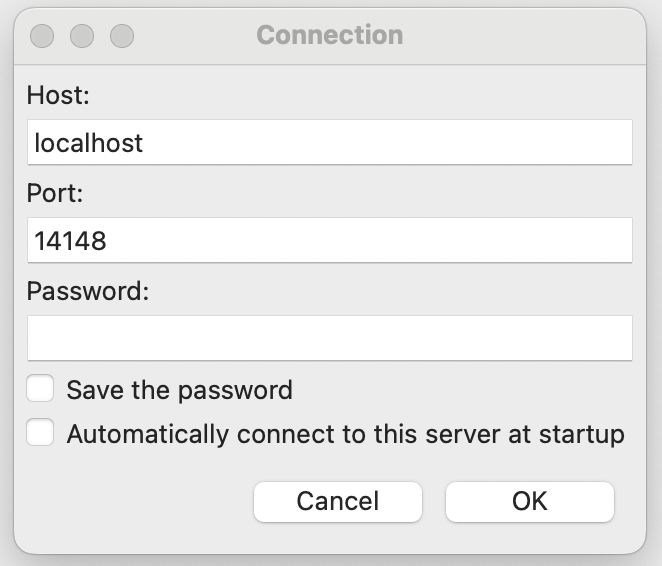 Connection
Host:
localhost
Port:
14148
Password:
Save the password
Automatically connect to this server at startup
Cancel OK